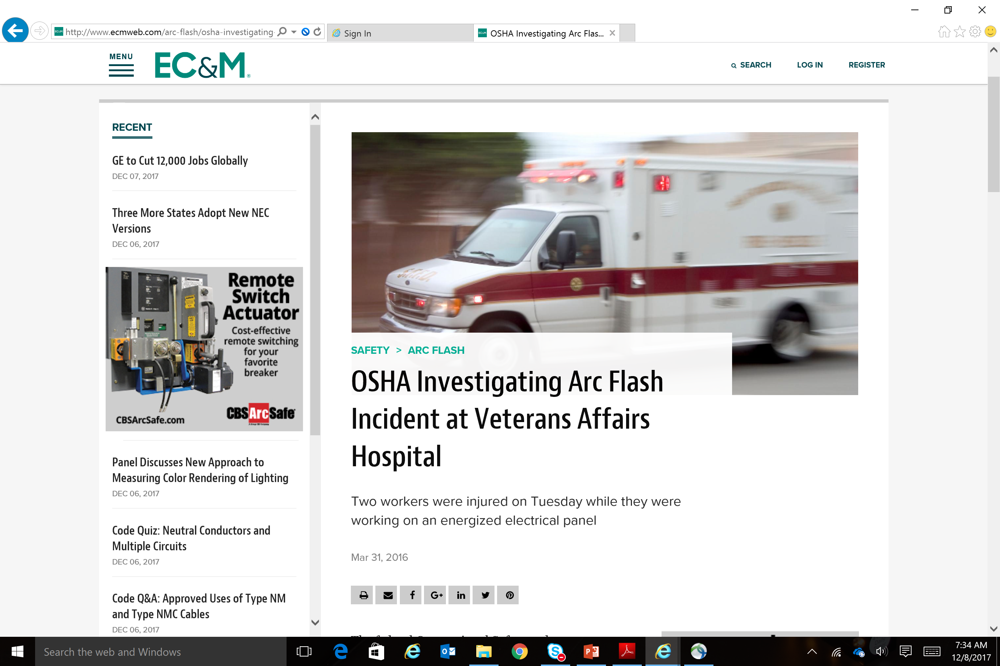 http://www.ecmweb.com/arc-flash/osha-investigating
Sign In
OSHA Investigating Arc Flas...
MENU
EC&M®
SEARCH
LOG IN
REGISTER
RECENT
GE to Cut 12,000 Jobs Globally
DEC 07, 2017
Three More States Adopt New NEC
Versions
DEC 06, 2017
Remote
Switch
Actuator
Cost-effective
remote switching
for your
favorite
breaker
CBSArcSafe.com
CBSArcSafe
Panel Discusses New Approach to
Measuring Color Rendering of Lighting
DEC 06, 2017
Code Quiz: Neutral Conductors and
Multiple Circuits
DEC 06, 2017
Code Q&A: Approved Uses of Type NM
and Type NMC Cables
DEC 06, 2017
SAFETY > ARC FLASH
OSHA Investigating Arc Flash
Incident at Veterans Affairs
Hospital
Two workers were injured on Tuesday while they were
working on an energized electrical panel
Mar 31, 2016
Search the web and Windows
7:34 AM
12/8/2017